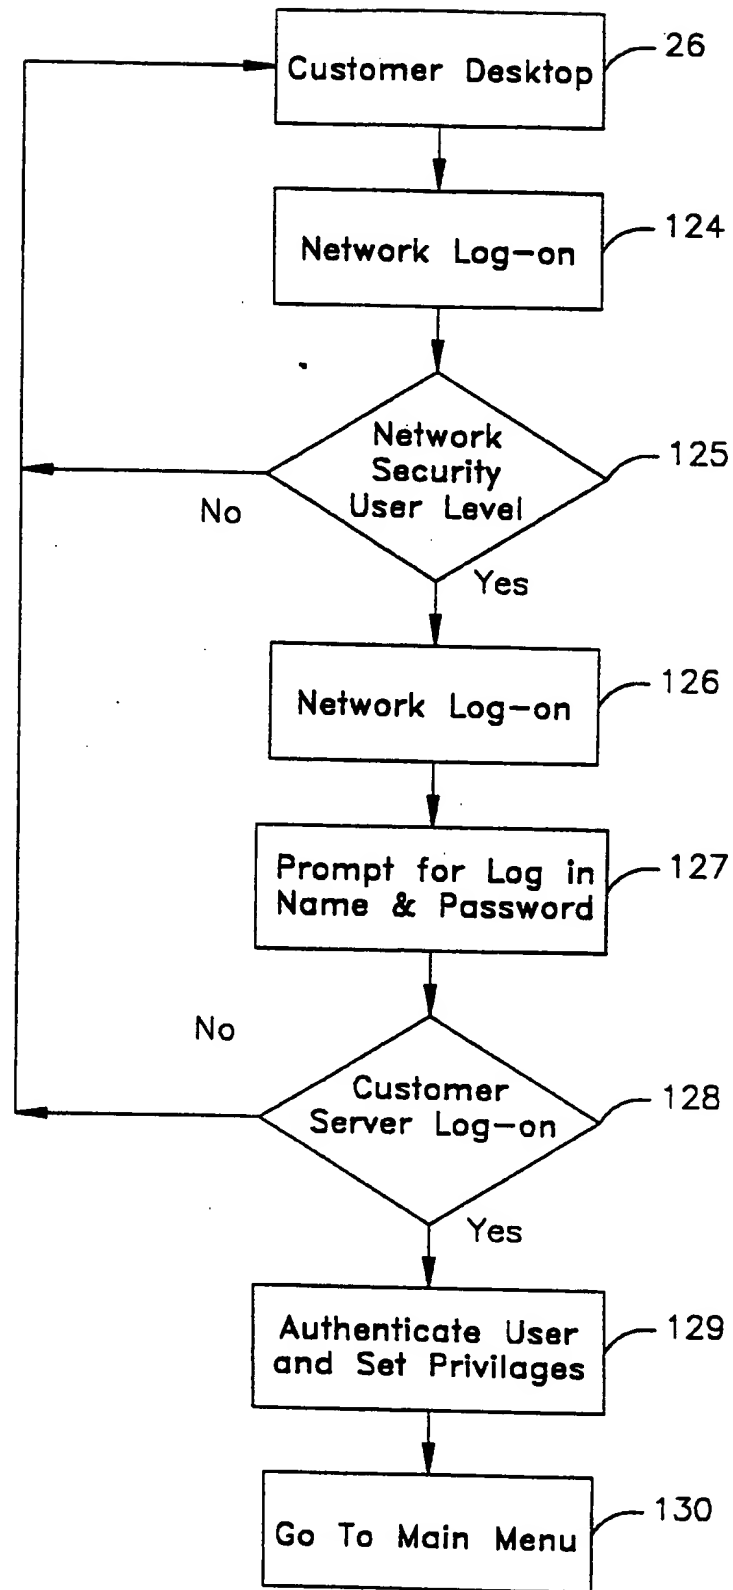 Customer Desktop
26
Network Log-on
124
Network
Security
User Level
125
No
Yes
Network Log-on
126
Prompt for Log in
Name & Password
127
No
Customer
Server Log-on
128
Yes
Authenticate User
and Set Privilages
129
Go To Main Menu
130